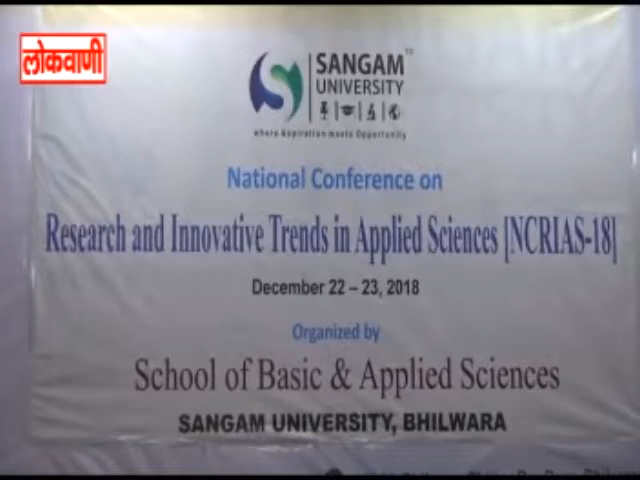 लोकवाणी
SANGAM
UNIVERSITY
where Aspiration meets Opportunity
National Conference on
Research and Innovative Trends in Applied Sciences [NCRIAS-18]
December 22 – 23, 2018
Organized by
School of Basic & Applied Sciences
SANGAM UNIVERSITY, BHILWARA